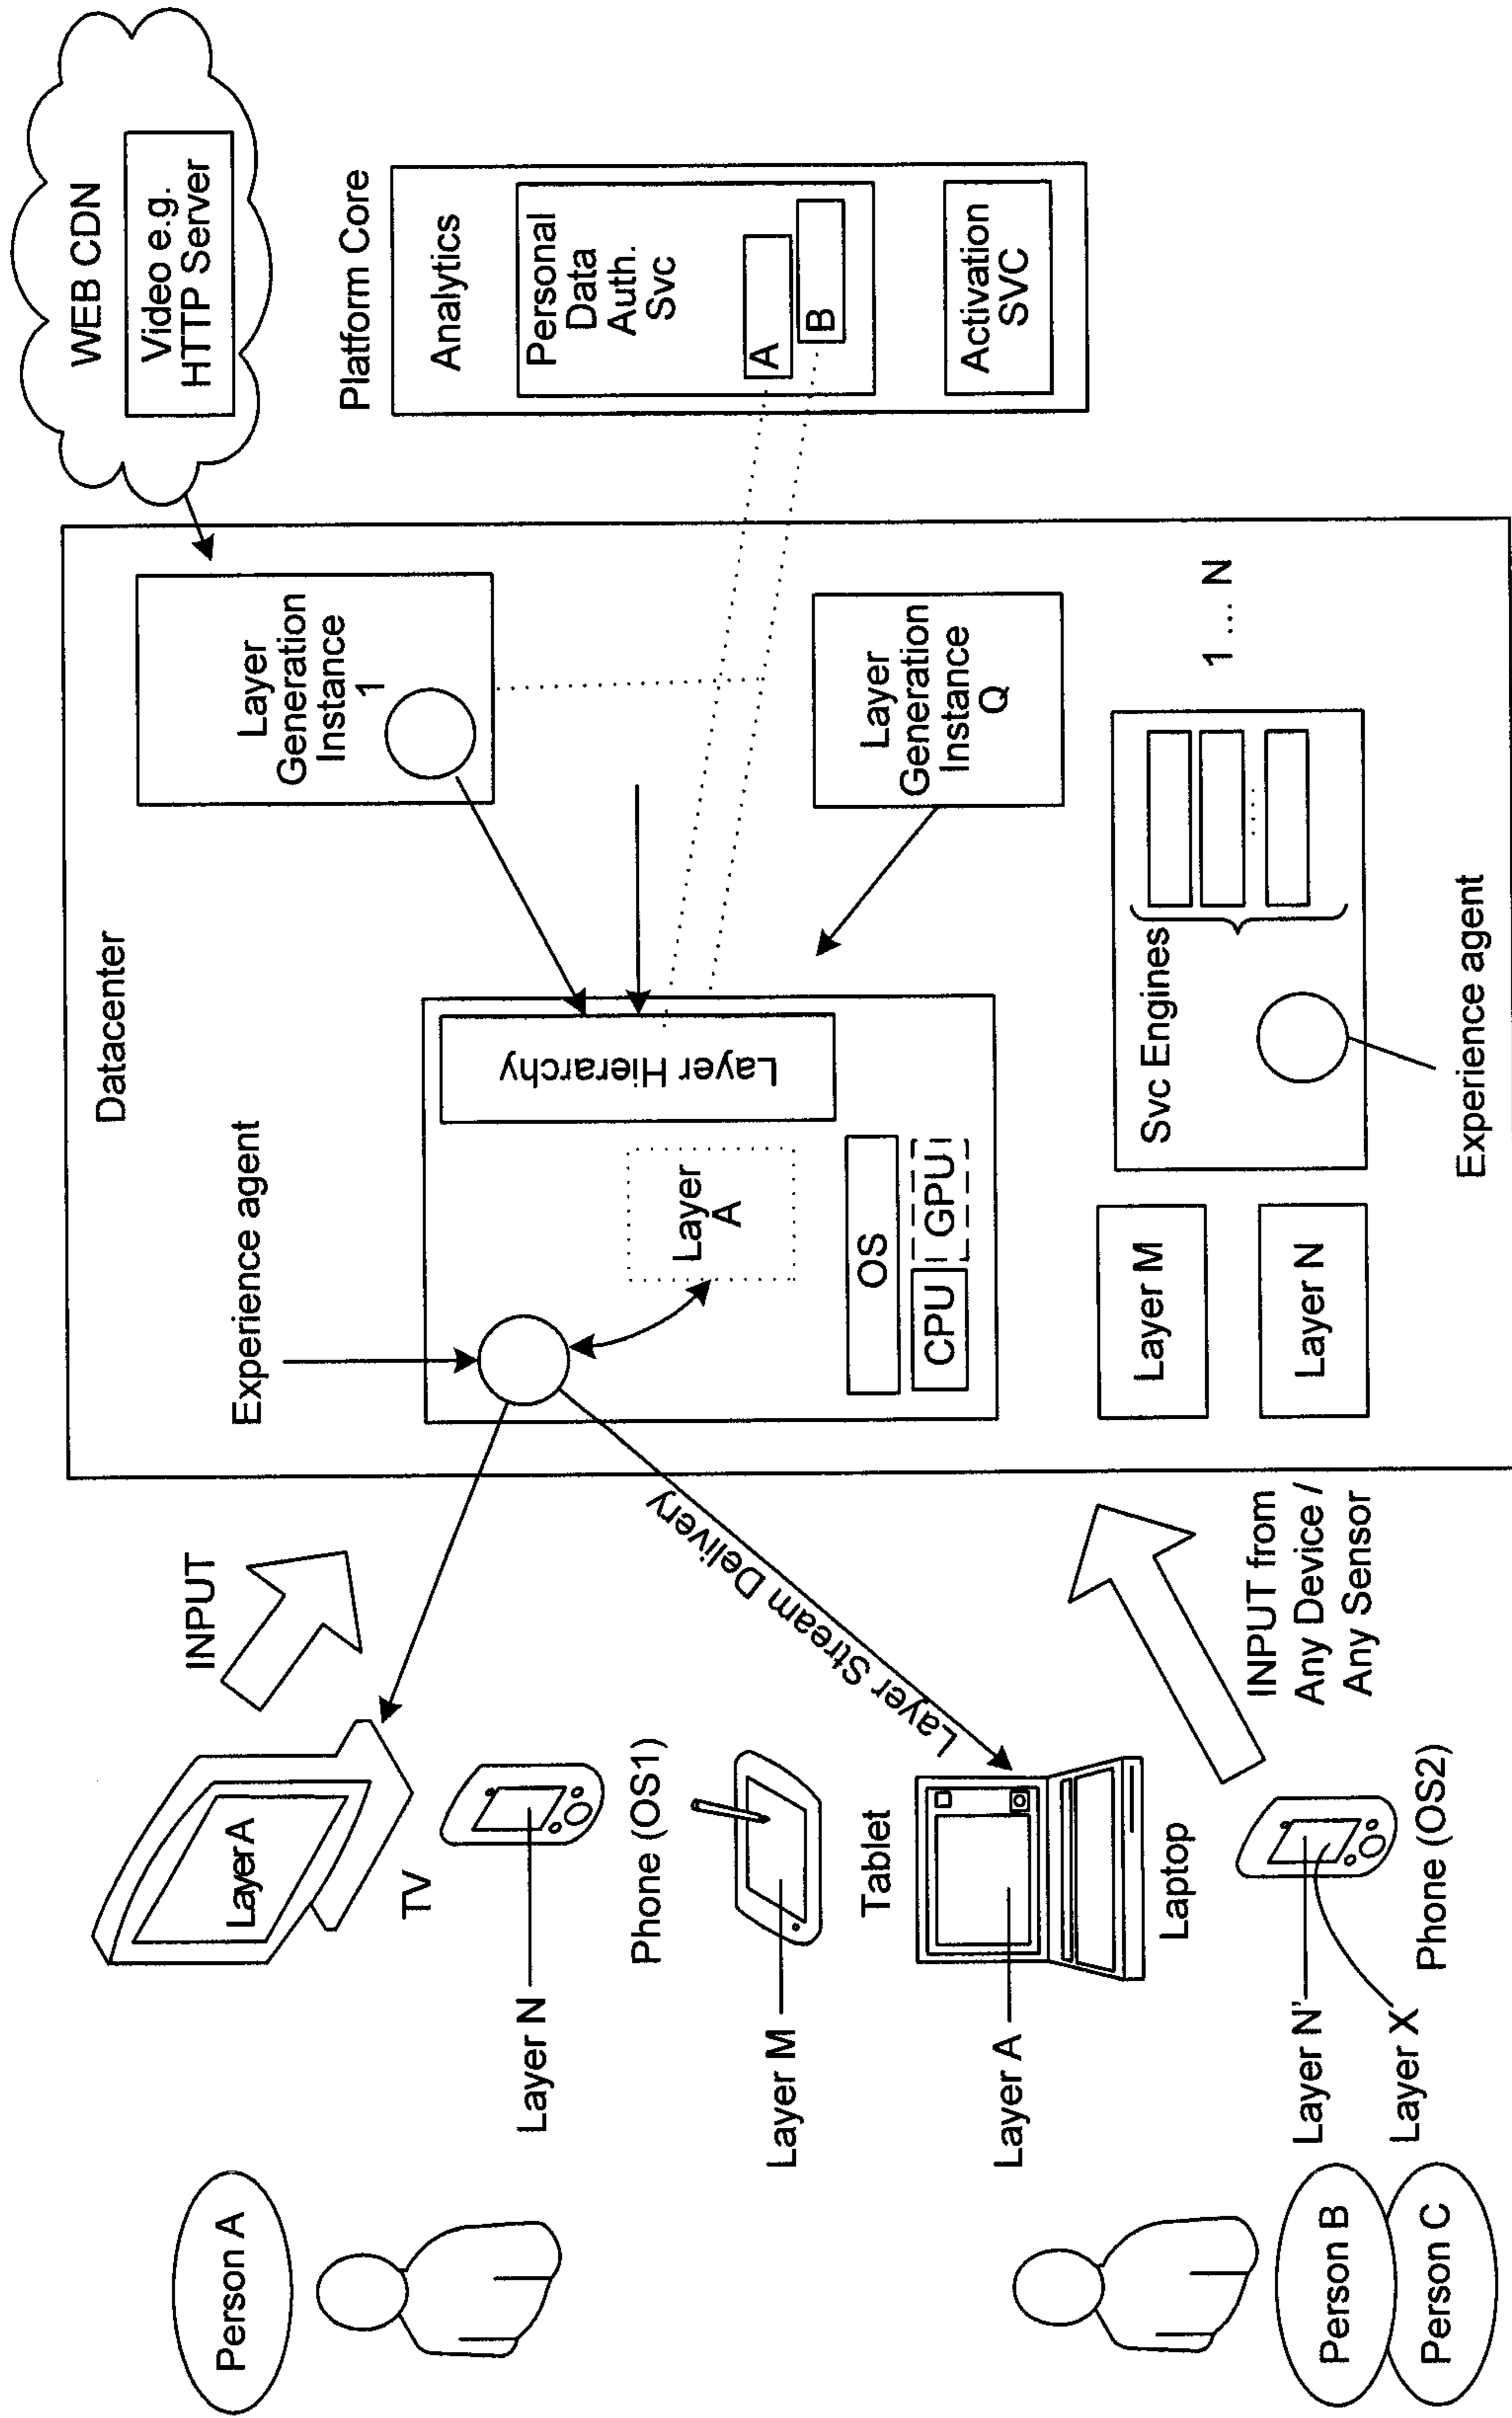 Person A
Person B
Person C
Layer A
TV
Layer N
Phone (OS1)
Layer M
Tablet
Layer A
Laptop
Layer N'
Layer X
Phone (OS2)
INPUT
Layer Stream Delivery
INPUT from
Any Device /
Any Sensor
Datacenter
Experience agent
Layer
A
Layer Hierarchy
OS
CPU
GPU
Layer M
Layer N
Svc Engines
Experience agent
1 ... N
Layer
Generation
Instance
1
Layer
Generation
Instance
Q
WEB CDN
Video e.g.
HTTP Server
Platform Core
Analytics
Personal
Data
Auth.
Svc
A
B
Activation
SVC